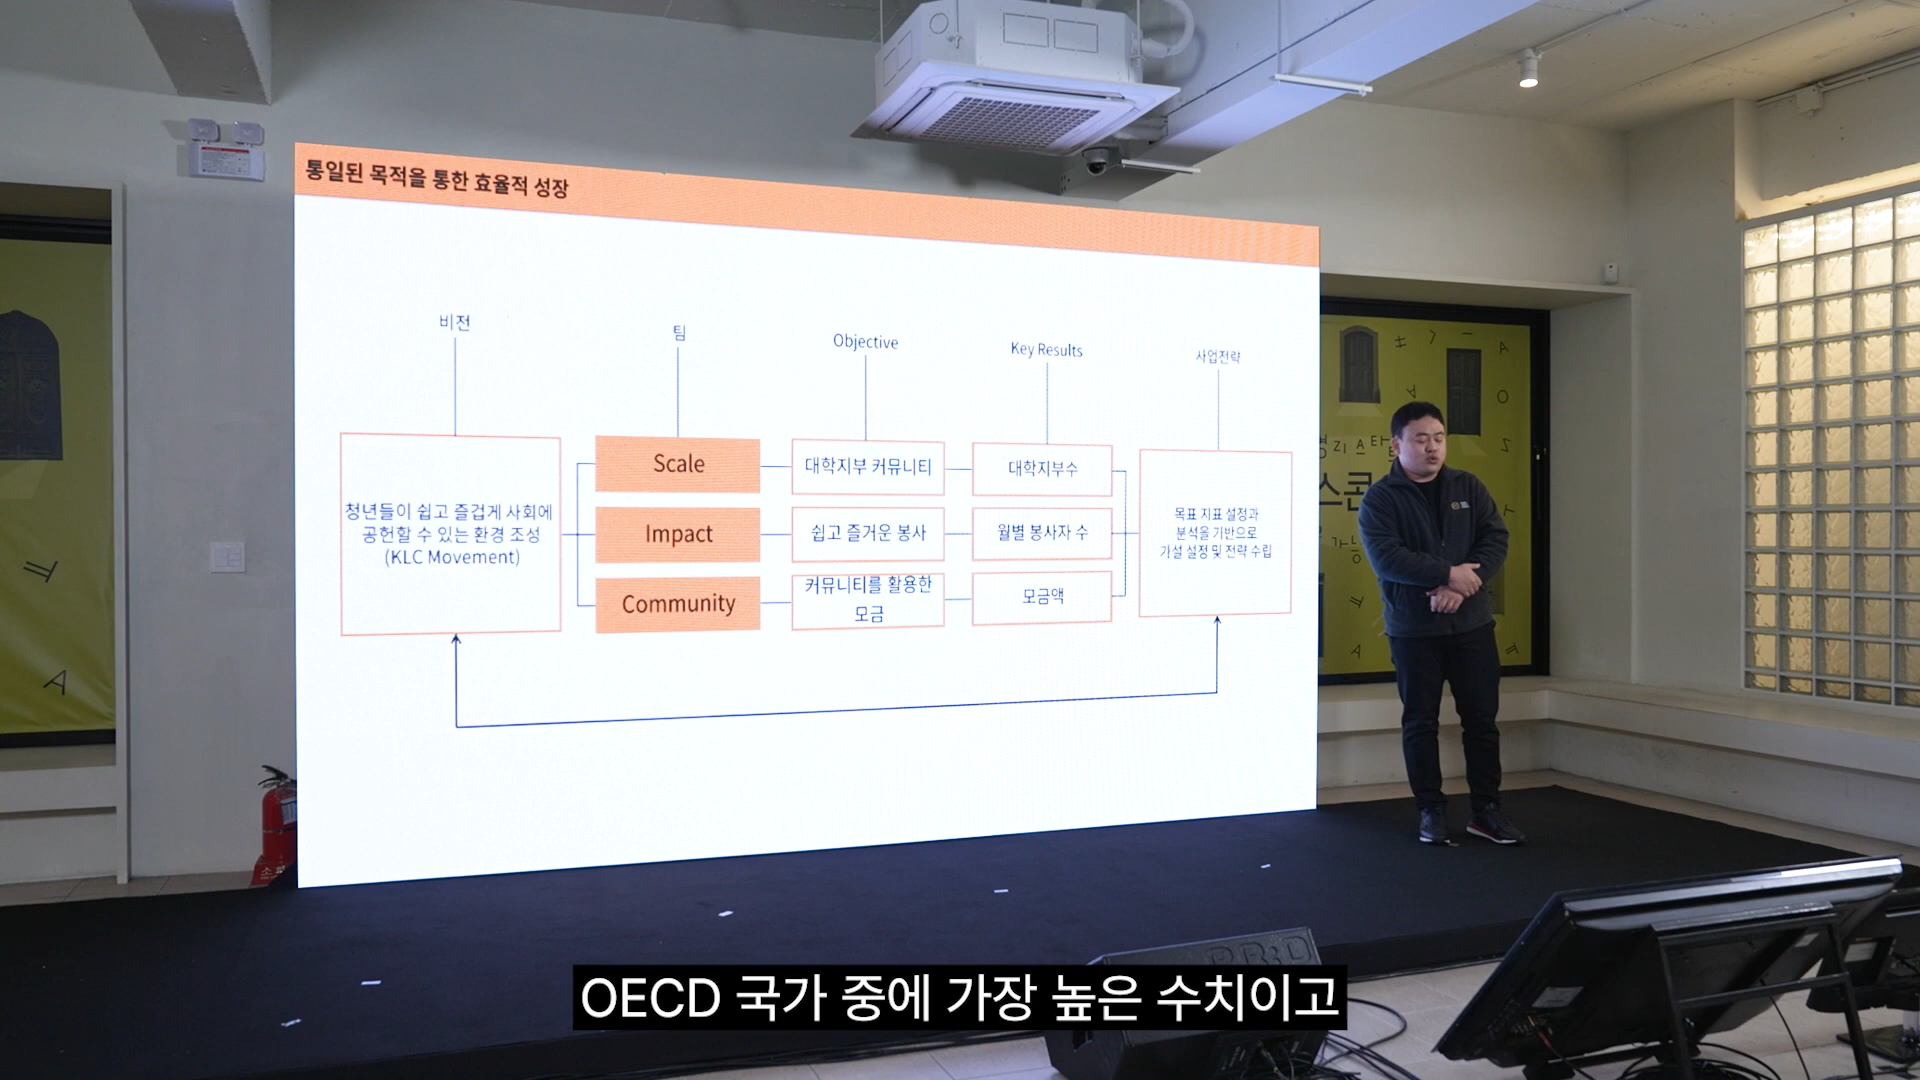 통일된 목적을 통한 효율적 성장
비전
팀
Objective
Key Results
사업전략
청년들이 쉽고 즐겁게 사회에
공헌할 수 있는 환경 조성
(KLC Movement)
Scale
대학지부 커뮤니티
대학지부수
Impact
쉽고 즐거운 봉사
월별 봉사자 수
Community
커뮤니티를 활용한
모금
모금액
목표 지표 설정과
분석을 기반으로
가설 설정 및 전략 수립
스콘
OECD 국가 중에 가장 높은 수치이고